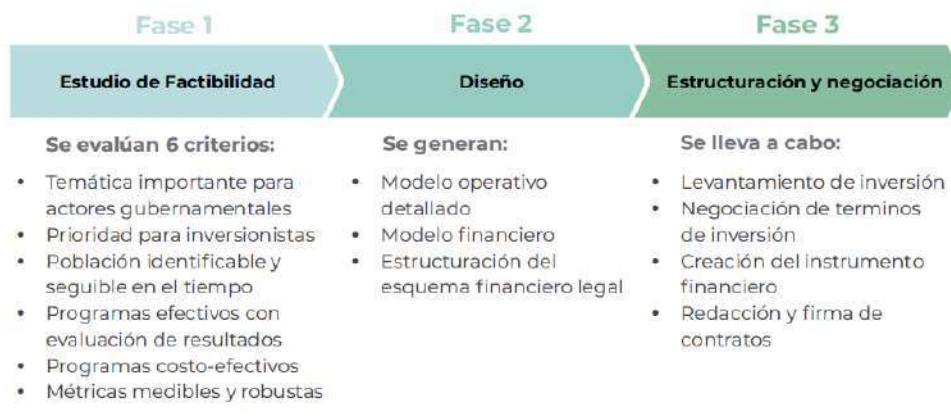 Fase 1
Fase 2
Fase 3
Estudio de Factibilidad
Diseño
Estructuración y negociación
Se evalúan 6 criterios:
• Temática importante para
actores gubernamentales
• Prioridad para inversionistas
• Población identificable y
seguible en el tiempo
• Programas efectivos con
evaluación de resultados
• Programas costo-efectivos
• Métricas medibles y robustas
Se generan:
• Modelo operativo
detallado
• Modelo financiero
• Estructuración del
esquema financiero legal
Se lleva a cabo:
• Levantamiento de inversión
• Negociación de terminos
de inversión
• Creación del instrumento
financiero
• Redacción y firma de
contratos